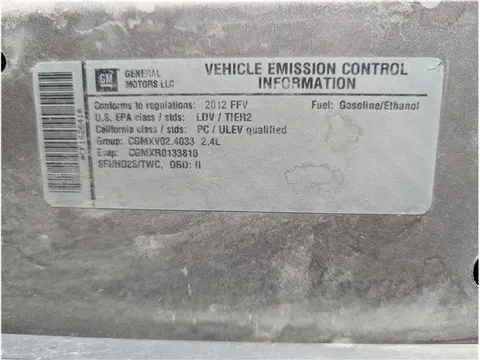 GM GENERAL MOTORS LLC
VEHICLE EMISSION CONTROL
INFORMATION
Conforms to regulations: 2012 FFV Fuel: Gasoline/Ethanol
U.S. EPA class / stds: LDV / TIER2
California class / stds: PC / ULEV qualified
Group: CGMXV02.4033 2.4L
Evap: CGMXR0133810
SFI/HO2S/TWC, OBD: II